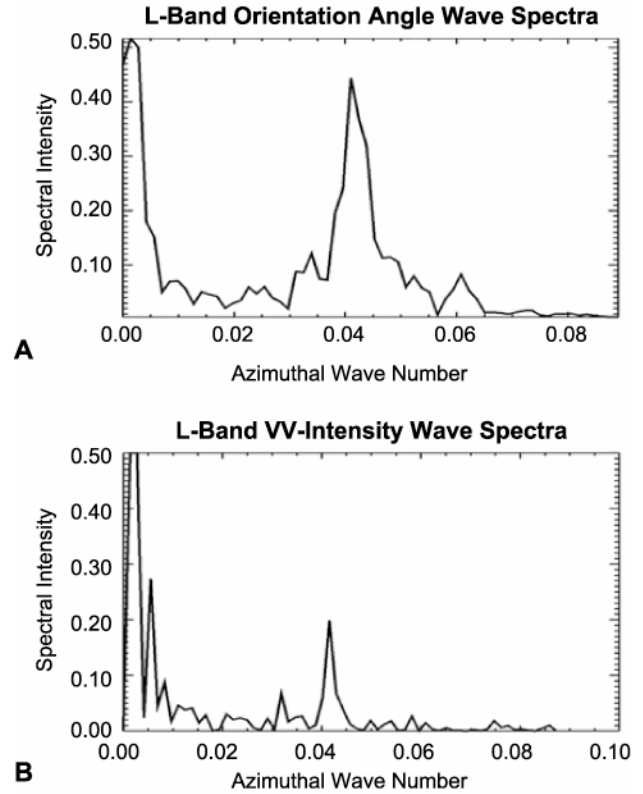 L-Band Orientation Angle Wave Spectra
0.50
0.40
0.30
0.20
0.10
Spectral Intensity
0.00 0.02 0.04 0.06 0.08
A
Azimuthal Wave Number
L-Band VV-Intensity Wave Spectra
0.50
0.40
0.30
0.20
0.10
0.00
Spectral Intensity
0.00 0.02 0.04 0.06 0.08 0.10
B
Azimuthal Wave Number